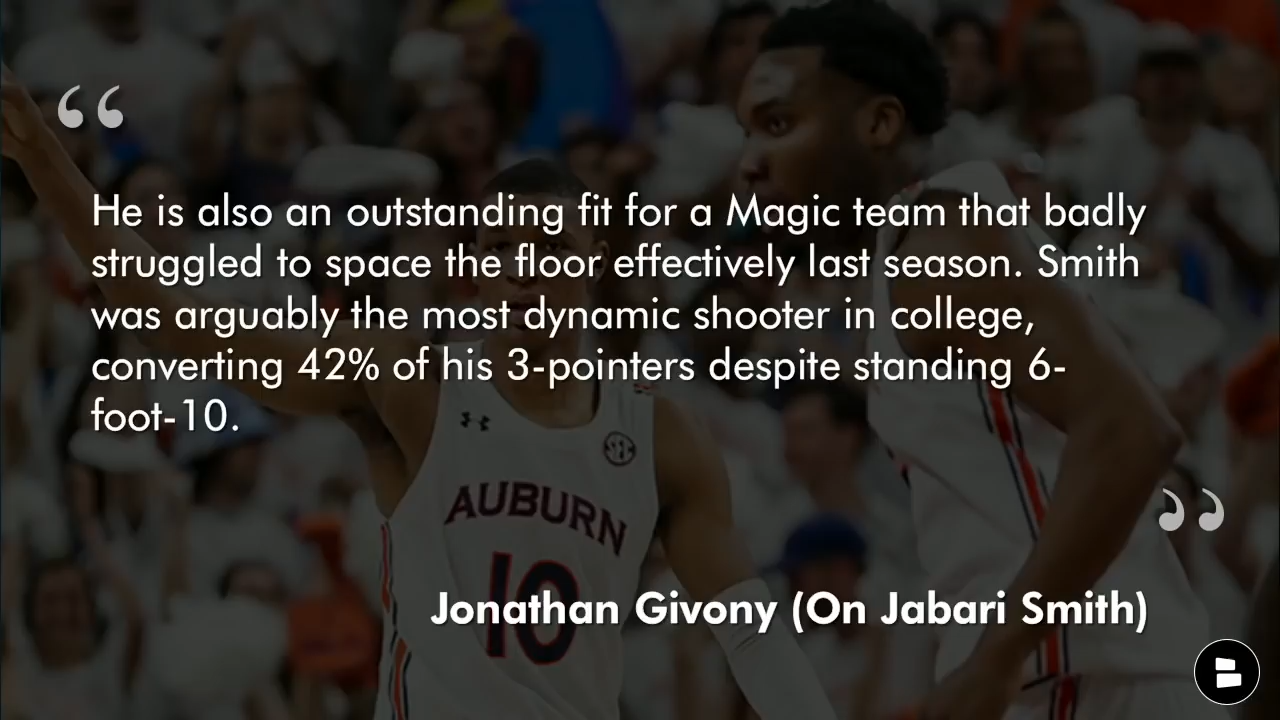 “
He is also an outstanding fit for a Magic team that badly
struggled to space the floor effectively last season. Smith
was arguably the most dynamic shooter in college,
converting 42% of his 3-pointers despite standing 6-
foot-10.
”
AUBURN
10
Jonathan Givony (On Jabari Smith)